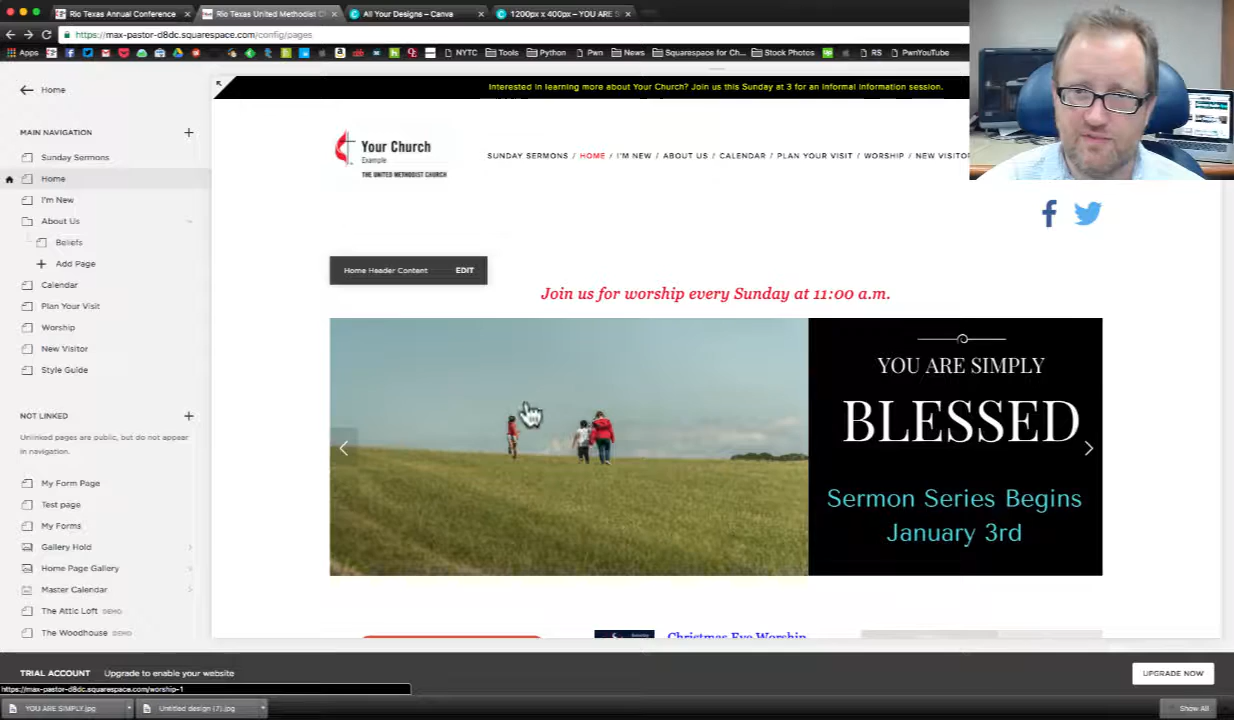 Rio Texas Annual Conference × Rio Texas United Methodist Ch × All Your Designs – Canva × 1200px x 400px – YOU ARE S ×
https://max-pastor-d8dc.squarespace.com/config/pages
Apps NYTC Tools Python Pwn News Squarespace for Ch... Stock Photos RS PwnYouTube
Home
Interested in learning more about Your Church? Join us this Sunday at 3 for an informal information session.
MAIN NAVIGATION +
Sunday Sermons
Home
I'm New
About Us
Beliefs
+ Add Page
Calendar
Plan Your Visit
Worship
New Visitor
Style Guide
NOT LINKED +
Unlinked pages are public, but do not appear
in navigation.
My Form Page
Test page
My Forms
Gallery Hold
Home Page Gallery
Master Calendar
The Attic Loft DEMO
The Woodhouse DEMO
Your Church
Example
THE UNITED METHODIST CHURCH
SUNDAY SERMONS / HOME / I'M NEW / ABOUT US / CALENDAR / PLAN YOUR VISIT / WORSHIP / NEW VISITOR
Home Header Content EDIT
Join us for worship every Sunday at 11:00 a.m.
YOU ARE SIMPLY
BLESSED
Sermon Series Begins
January 3rd
Christmas Eve Worship
TRIAL ACCOUNT Upgrade to enable your website UPGRADE NOW
https://max-pastor-d8dc.squarespace.com/worship-1
YOU ARE SIMPLY.jpg Untitled design (7).jpg Show All